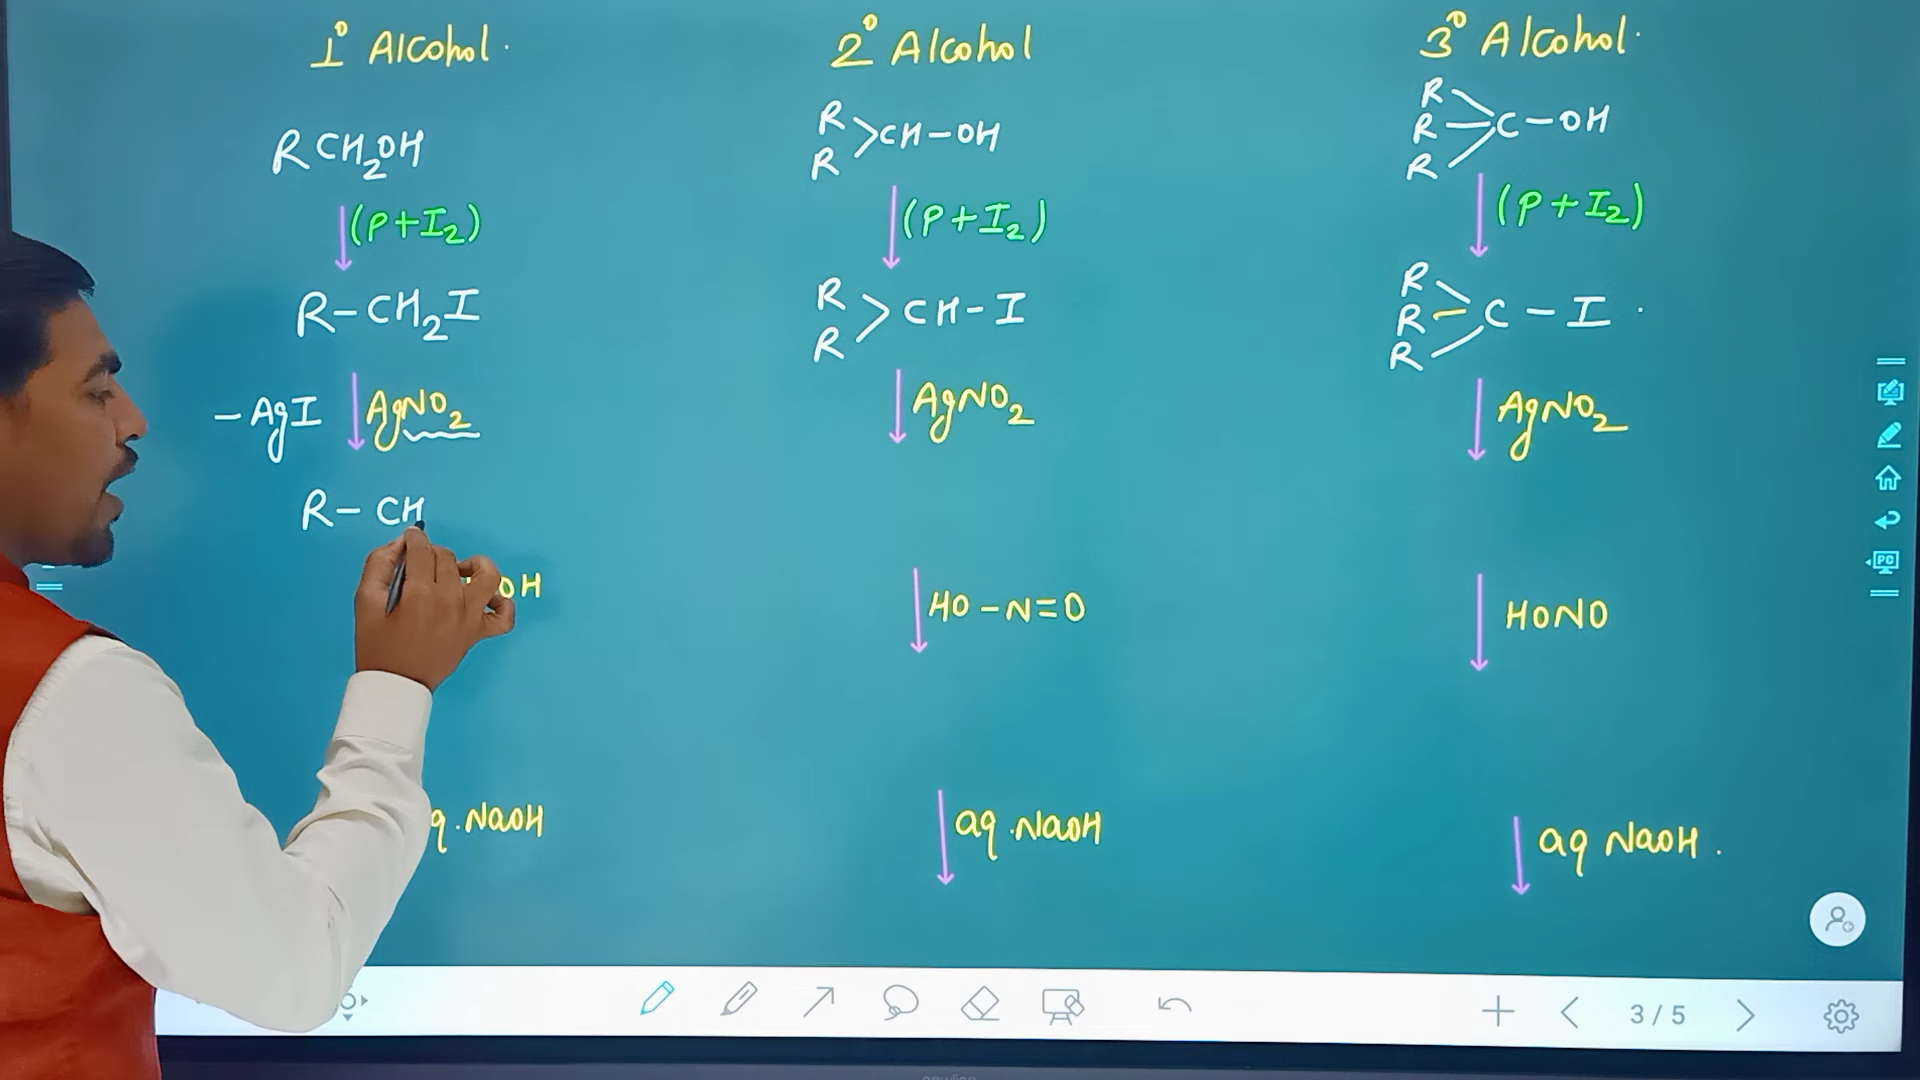 1° Alcohol.
RCH₂OH
(P+I₂)
R-CH₂I
-AgI
AgNO₂
R-CH
OH
q.NaOH
2° Alcohol
R
R
>CH-OH
(P+I₂)
R
R
>CH-I
AgNO₂
HO-N=O
aq.NaOH
3° Alcohol.
R
R
R
C-OH
(P+I₂)
R
R
R
C-I.
AgNO₂
HONO
aq NaOH.
3/5